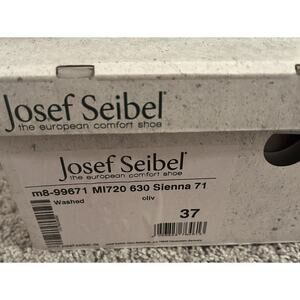 Josef Seibel
the european comfort shoe
Josef Seibel
the european comfort shoe
m8-99671 MI720 630 Sienna 71
Washed oliv
37